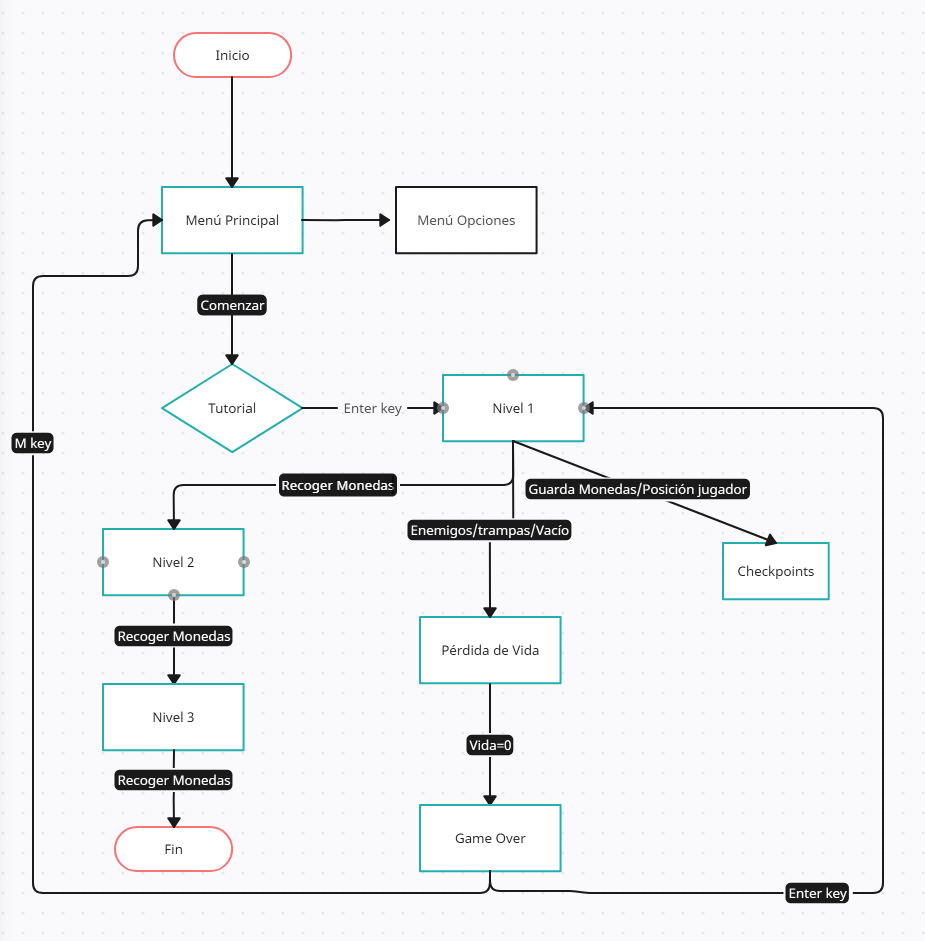 Inicio
Menú Principal
Menú Opciones
Comenzar
Tutorial
Enter key
Nivel 1
M key
Recoger Monedas
Guarda Monedas/Posición jugador
Enemigos/trampas/Vacío
Nivel 2
Checkpoints
Recoger Monedas
Pérdida de Vida
Nivel 3
Vida=0
Recoger Monedas
Game Over
Fin
Enter key